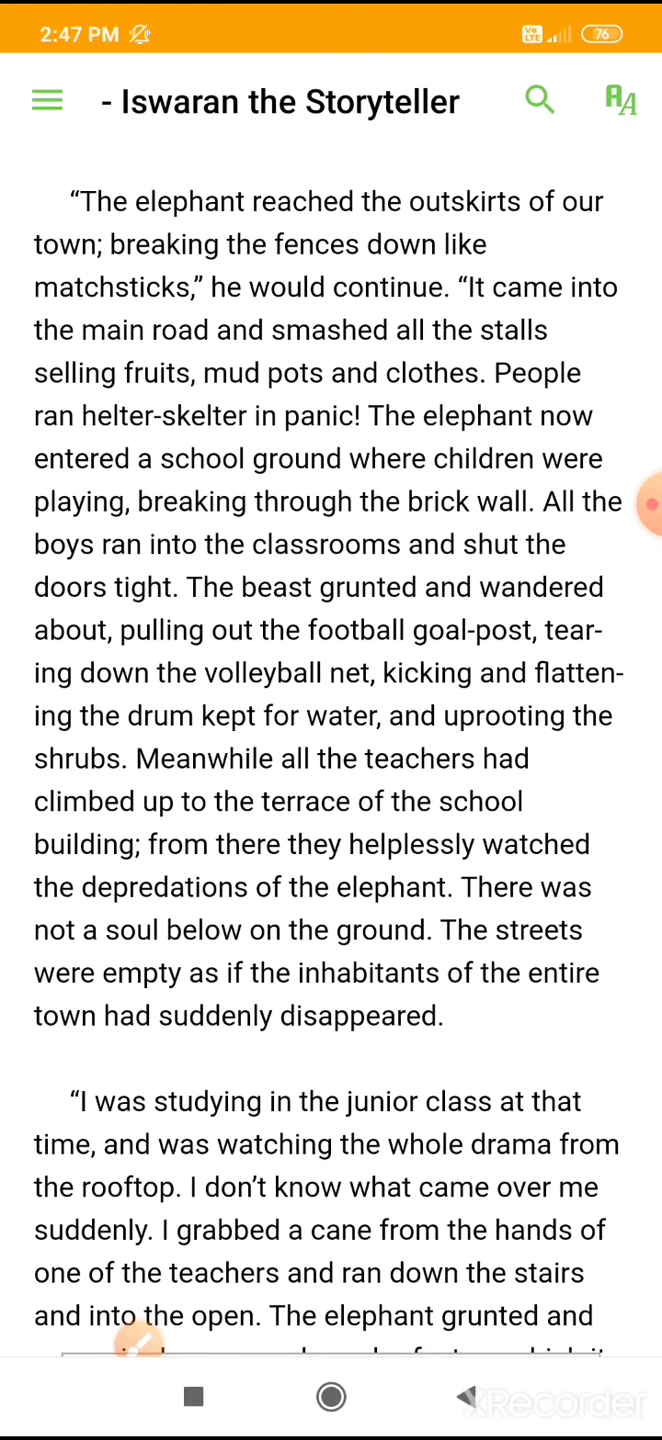 2:47 PM
Vo LTE 76
- Iswaran the Storyteller
AA
“The elephant reached the outskirts of our
town; breaking the fences down like
matchsticks,” he would continue. “It came into
the main road and smashed all the stalls
selling fruits, mud pots and clothes. People
ran helter-skelter in panic! The elephant now
entered a school ground where children were
playing, breaking through the brick wall. All the
boys ran into the classrooms and shut the
doors tight. The beast grunted and wandered
about, pulling out the football goal-post, tear-
ing down the volleyball net, kicking and flatten-
ing the drum kept for water, and uprooting the
shrubs. Meanwhile all the teachers had
climbed up to the terrace of the school
building; from there they helplessly watched
the depredations of the elephant. There was
not a soul below on the ground. The streets
were empty as if the inhabitants of the entire
town had suddenly disappeared.
“I was studying in the junior class at that
time, and was watching the whole drama from
the rooftop. I don’t know what came over me
suddenly. I grabbed a cane from the hands of
one of the teachers and ran down the stairs
and into the open. The elephant grunted and
XRecorder